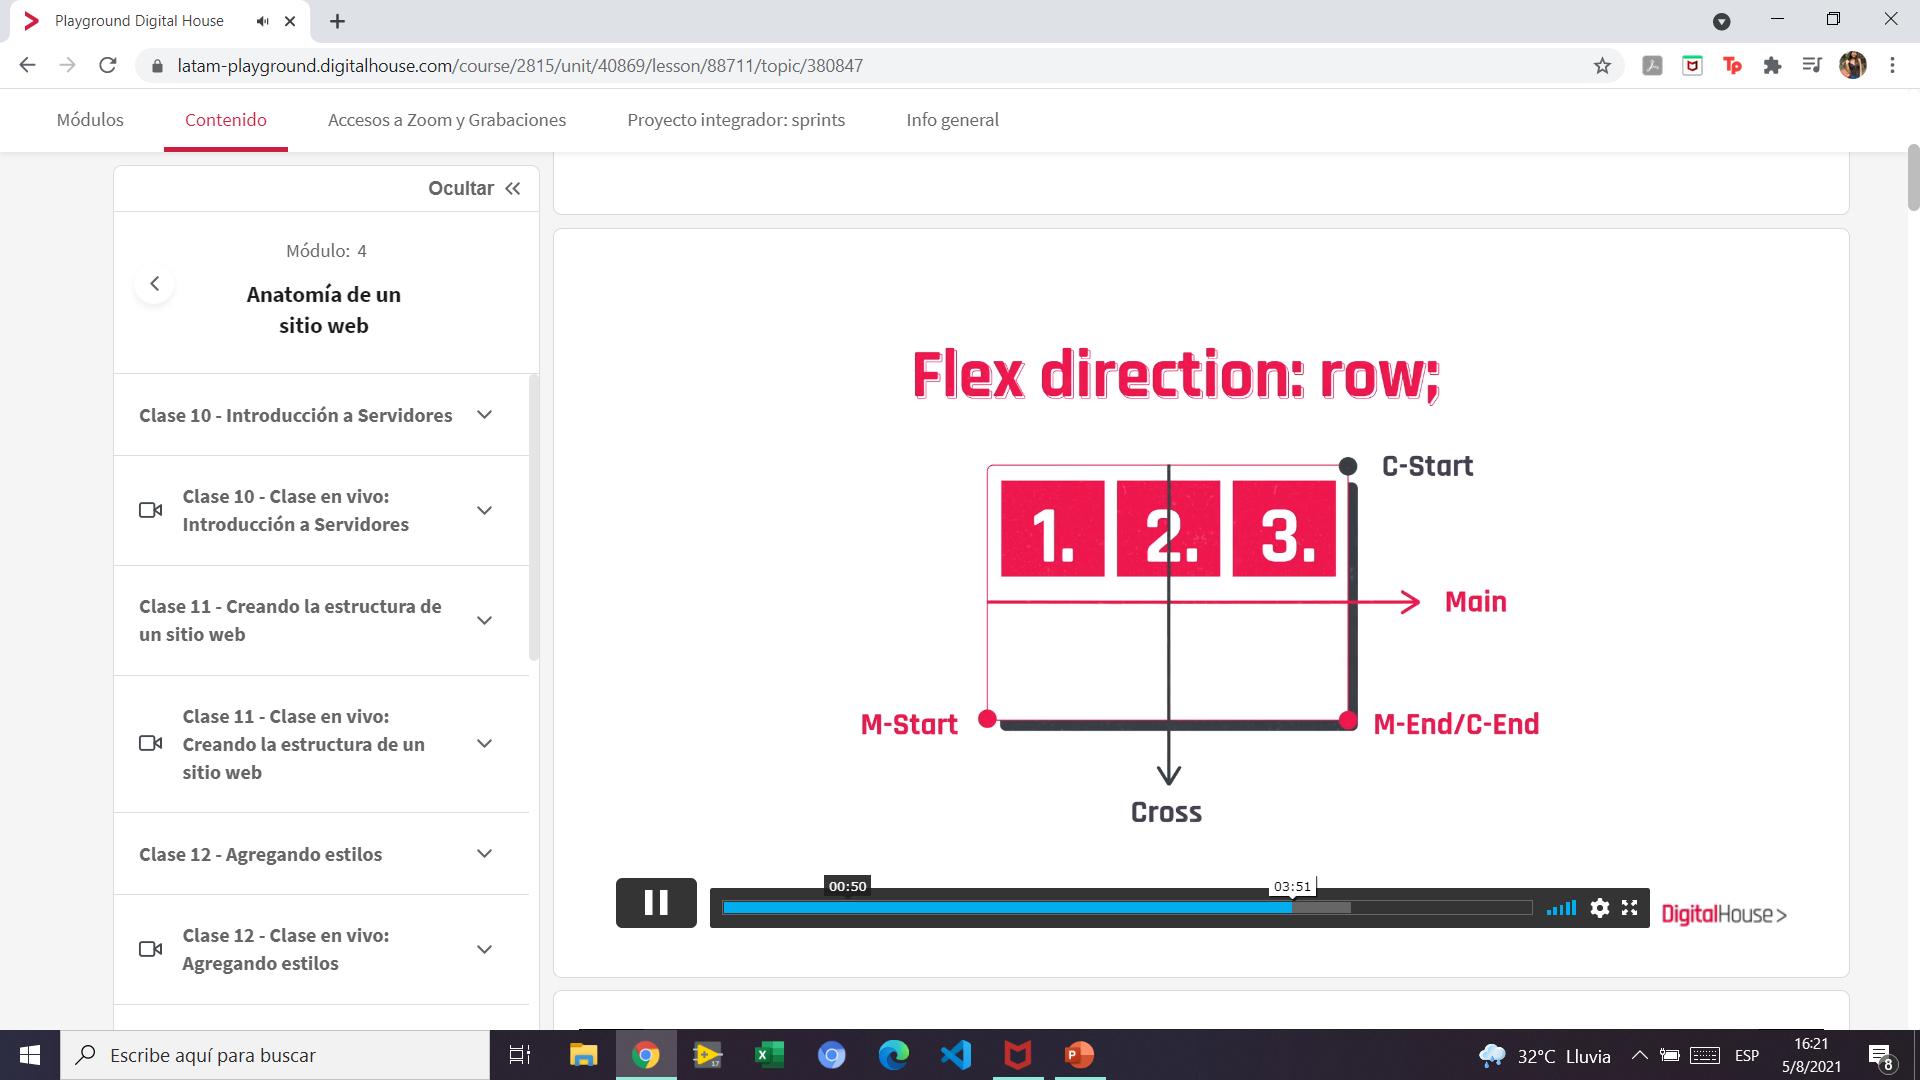 Playground Digital House
latam-playground.digitalhouse.com/course/2815/unit/40869/lesson/88711/topic/380847
Tp
Módulos
Contenido
Accesos a Zoom y Grabaciones
Proyecto integrador: sprints
Info general
Ocultar
Módulo: 4
Anatomía de un
sitio web
Clase 10 - Introducción a Servidores
Clase 10 - Clase en vivo:
Introducción a Servidores
Clase 11 - Creando la estructura de
un sitio web
Clase 11 - Clase en vivo:
Creando la estructura de un
sitio web
Clase 12 - Agregando estilos
Clase 12 - Clase en vivo:
Agregando estilos
Flex direction: row;
C-Start
1.
2.
3.
Main
M-Start
M-End/C-End
Cross
00:50
03:51
DigitalHouse>
Escribe aquí para buscar
32°C Lluvia
ESP
16:21
5/8/2021
8